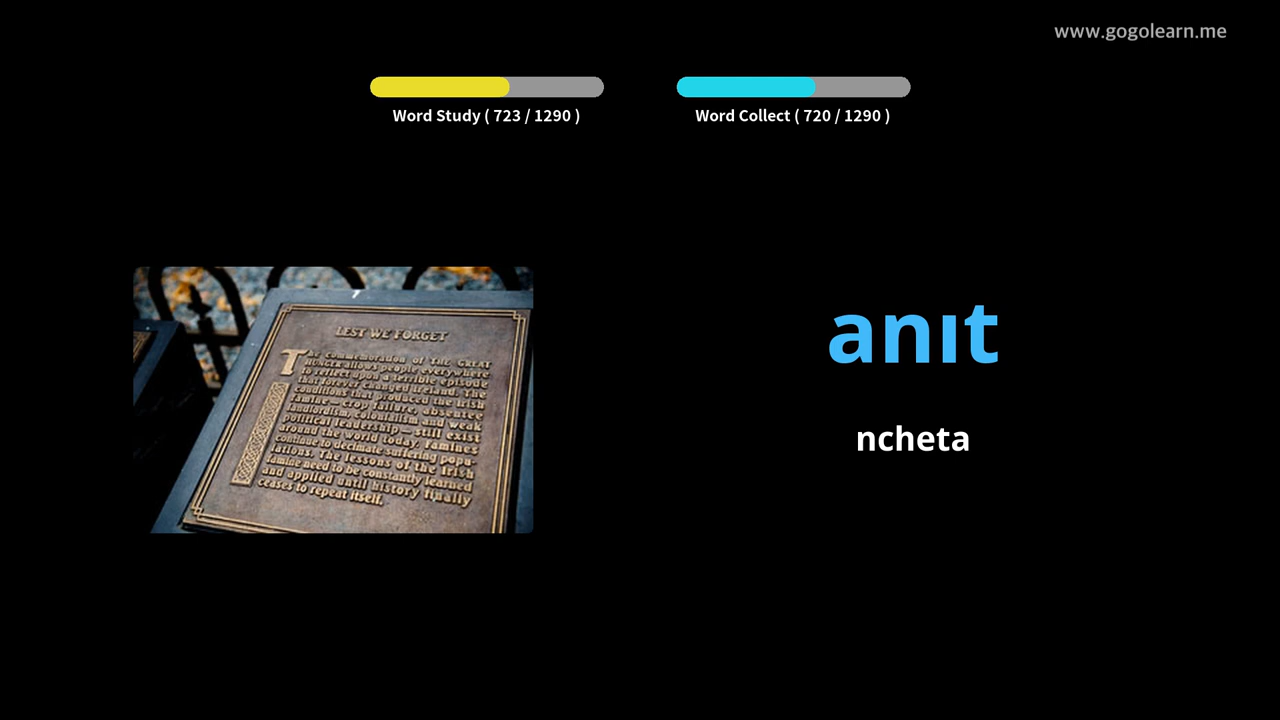 www.gogolearn.me
Word Study ( 723 / 1290 )
Word Collect ( 720 / 1290 )
LEST WE FORGET
The commemoration of THE GREAT
HUNGER allows people everywhere
to reflect upon a terrible episode
that forever changed Ireland. The
conditions that produced the Irish
famine — crop failure, absentee
landlordism, colonialism and weak
political leadership — still exist
around the world today. Famines
continue to decimate suffering popu-
lations. The lessons of the Irish
famine need to be constantly learned
and applied until history finally
ceases to repeat itself.
anıt
ncheta